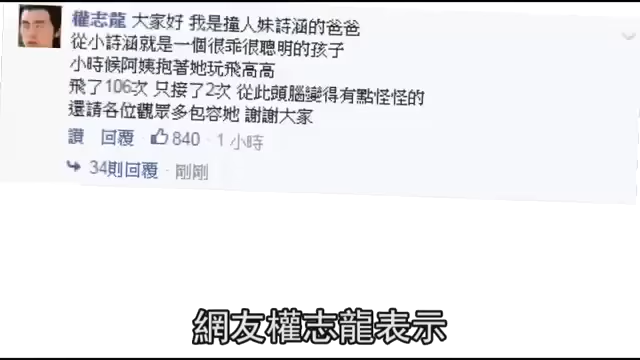 權志龍 大家好 我是撞人妹詩涵的爸爸
從小詩涵就是一個很乖很聰明的孩子
小時候阿姨抱著她玩飛高高
飛了106次 只接了2次 從此頭腦變得有點怪怪的
還請各位觀眾多包容她 謝謝大家
讚 · 回覆 · 840 · 1 小時
34則回覆 · 剛剛
網友權志龍表示